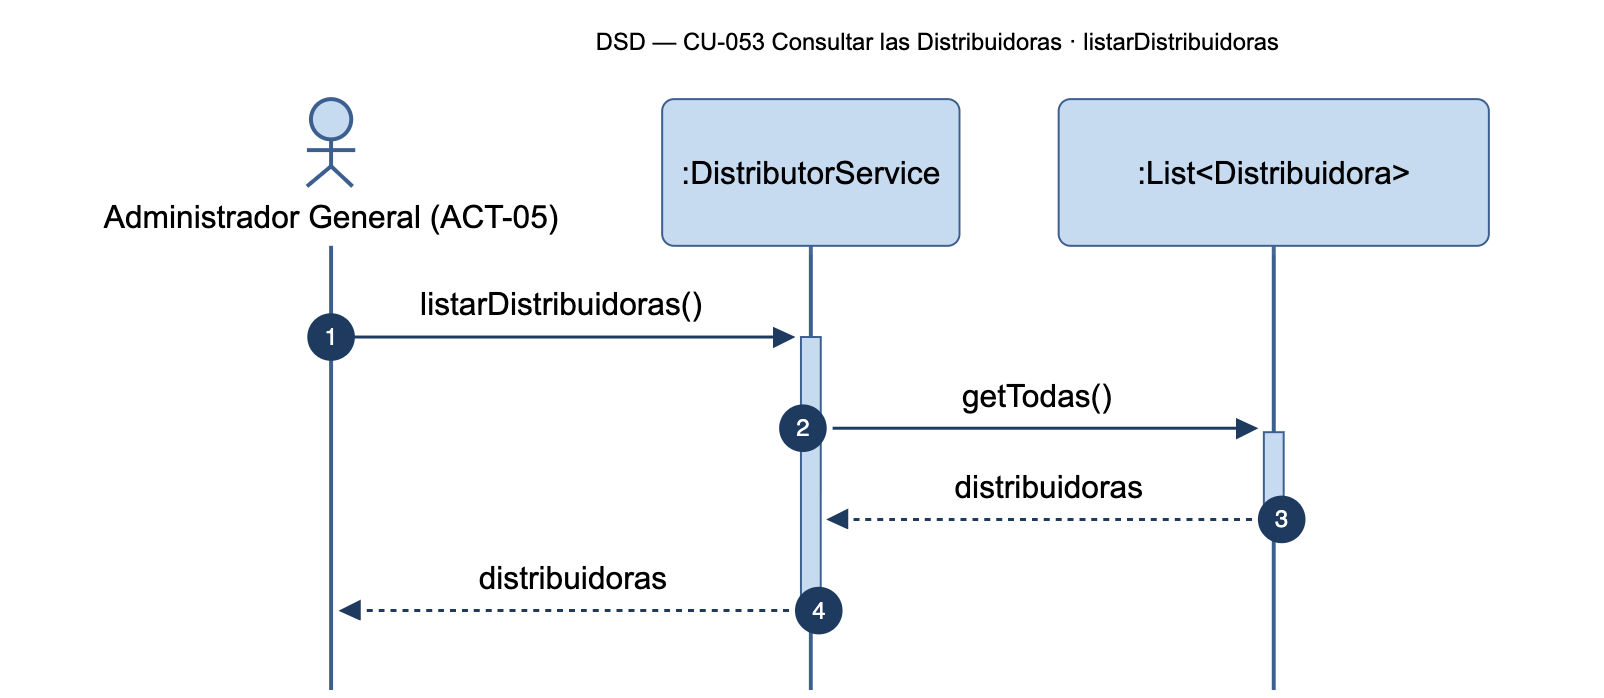 DSD — CU-053 Consultar las Distribuidoras · listarDistribuidoras
Administrador General (ACT-05)
:DistributorService
:List<Distribuidora>
listarDistribuidoras()
1
getTodas()
2
distribuidoras
3
distribuidoras
4